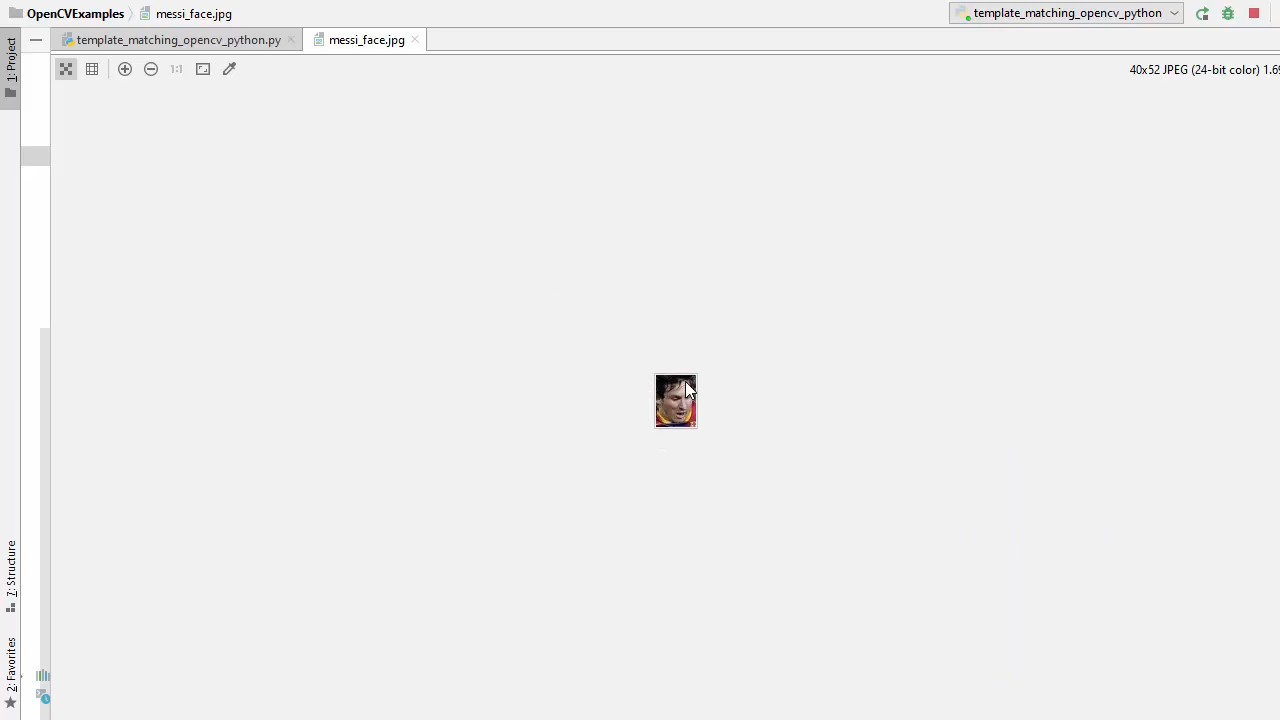 OpenCVExamples messi_face.jpg template_matching_opencv_python
template_matching_opencv_python.py messi_face.jpg
1:1 40x52 JPEG (24-bit color) 1.69
1: Project
7: Structure
2: Favorites